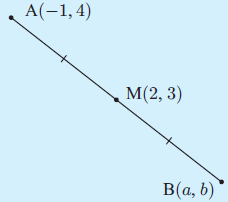 A(−1, 4)
M(2, 3)
B(a, b)